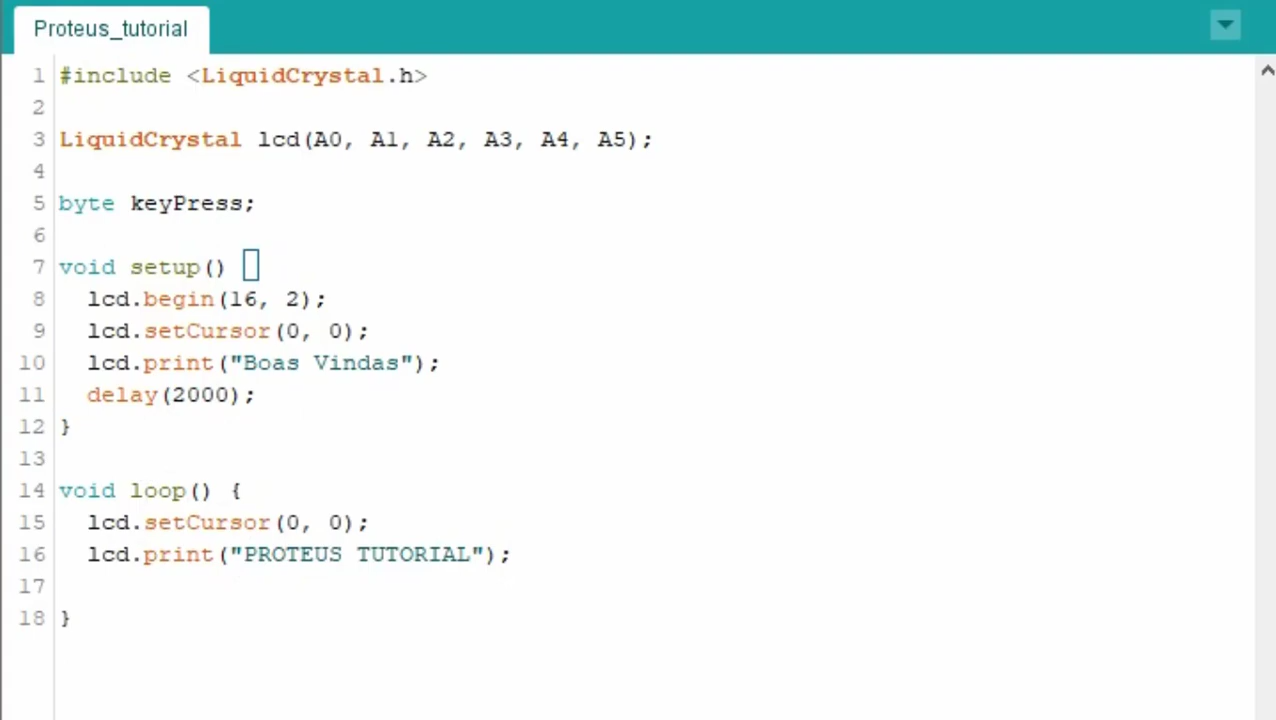 Proteus_tutorial
1 #include <LiquidCrystal.h>
2
3 LiquidCrystal lcd(A0, A1, A2, A3, A4, A5);
4
5 byte keyPress;
6
7 void setup()
8 lcd.begin(16, 2);
9 lcd.setCursor(0, 0);
10 lcd.print("Boas Vindas");
11 delay(2000);
12 }
13
14 void loop() {
15 lcd.setCursor(0, 0);
16 lcd.print("PROTEUS TUTORIAL");
17
18 }